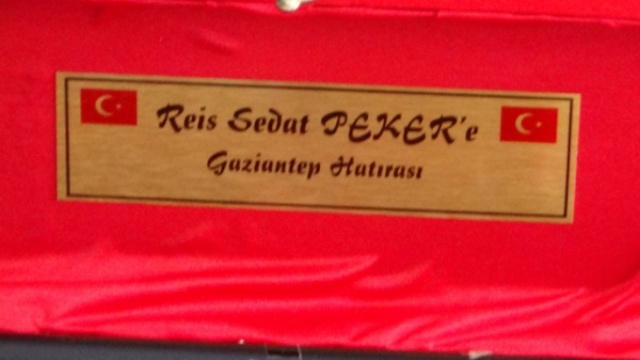 Reis Sedat PEKER'e
Gaziantep Hatırası